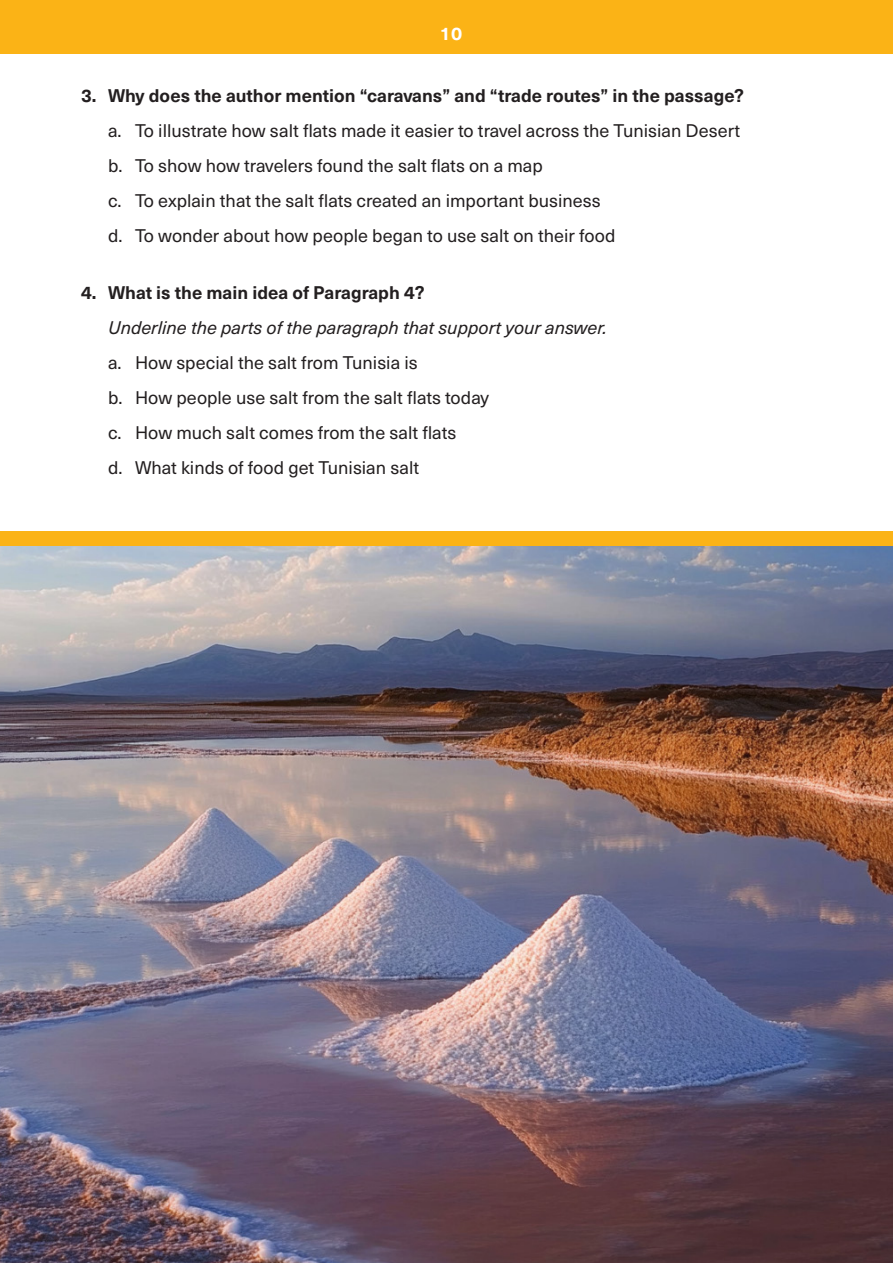 10
3. Why does the author mention “caravans” and “trade routes” in the passage?
a. To illustrate how salt flats made it easier to travel across the Tunisian Desert
b. To show how travelers found the salt flats on a map
c. To explain that the salt flats created an important business
d. To wonder about how people began to use salt on their food
4. What is the main idea of Paragraph 4?
Underline the parts of the paragraph that support your answer.
a. How special the salt from Tunisia is
b. How people use salt from the salt flats today
c. How much salt comes from the salt flats
d. What kinds of food get Tunisian salt